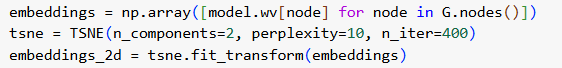 embeddings = np.array([model.wv[node] for node in G.nodes()])
tsne = TSNE(n_components=2, perplexity=10, n_iter=400)
embeddings_2d = tsne.fit_transform(embeddings)